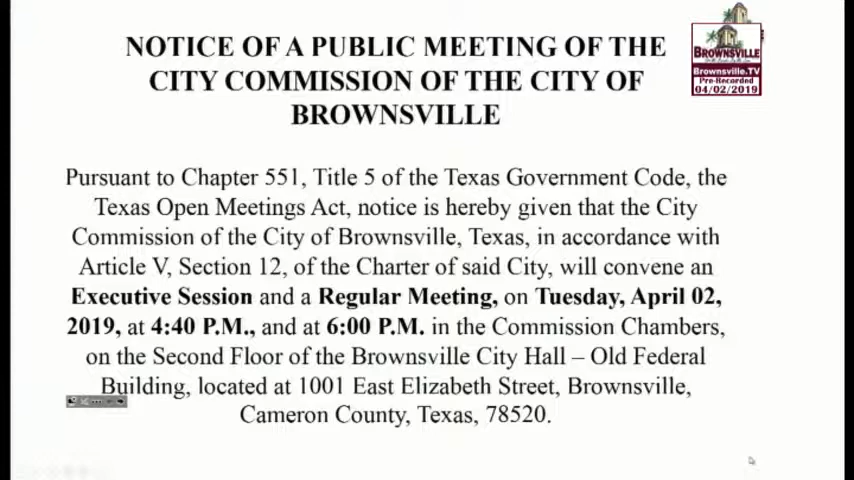 NOTICE OF A PUBLIC MEETING OF THE
CITY COMMISSION OF THE CITY OF
BROWNSVILLE
BROWNSVILLE
Brownsville.TV
Pre-Recorded
04/02/2019
Pursuant to Chapter 551, Title 5 of the Texas Government Code, the
Texas Open Meetings Act, notice is hereby given that the City
Commission of the City of Brownsville, Texas, in accordance with
Article V, Section 12, of the Charter of said City, will convene an
Executive Session and a Regular Meeting, on Tuesday, April 02,
2019, at 4:40 P.M., and at 6:00 P.M. in the Commission Chambers,
on the Second Floor of the Brownsville City Hall – Old Federal
Building, located at 1001 East Elizabeth Street, Brownsville,
Cameron County, Texas, 78520.